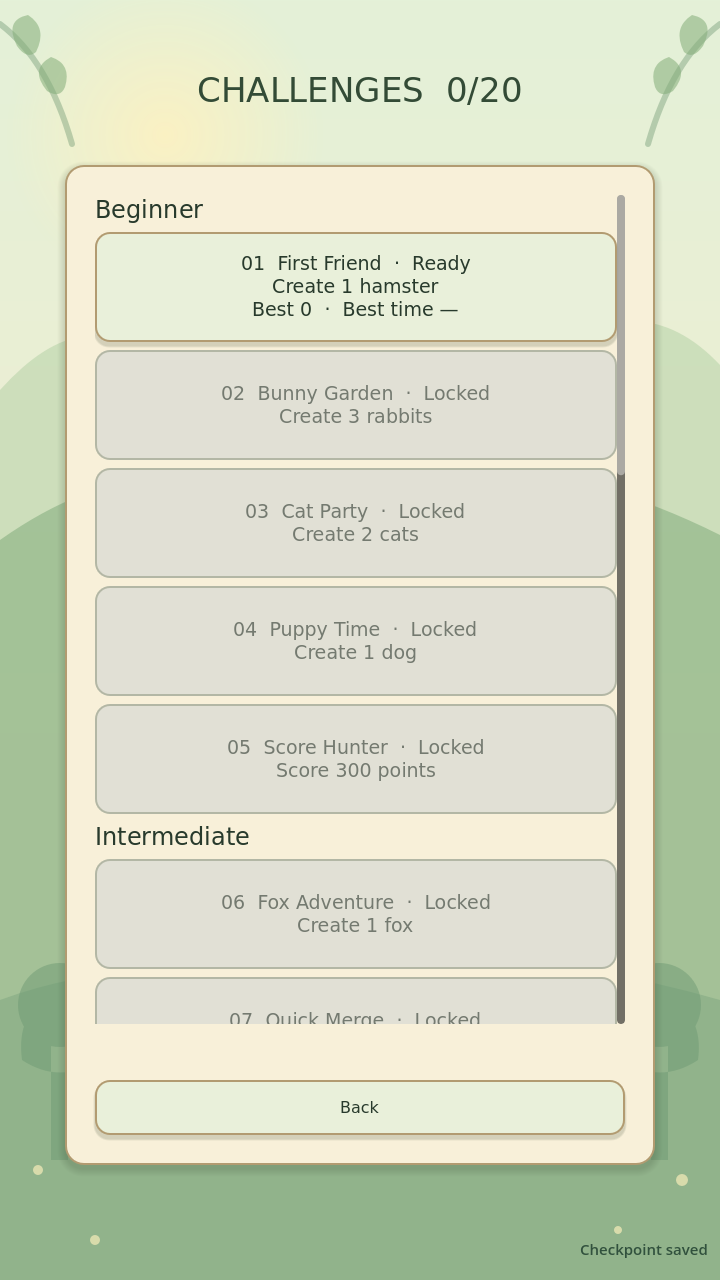 CHALLENGES 0/20
Beginner
01 First Friend · Ready
Create 1 hamster
Best 0 · Best time —
02 Bunny Garden · Locked
Create 3 rabbits
03 Cat Party · Locked
Create 2 cats
04 Puppy Time · Locked
Create 1 dog
05 Score Hunter · Locked
Score 300 points
Intermediate
06 Fox Adventure · Locked
Create 1 fox
07 Quick Merge · Locked
Back
Checkpoint saved